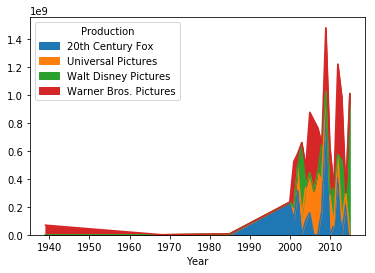 1e9
Production
20th Century Fox
Universal Pictures
Walt Disney Pictures
Warner Bros. Pictures
1.4
1.2
1.0
0.8
0.6
0.4
0.2
0.0
1940 1950 1960 1970 1980 1990 2000 2010
Year